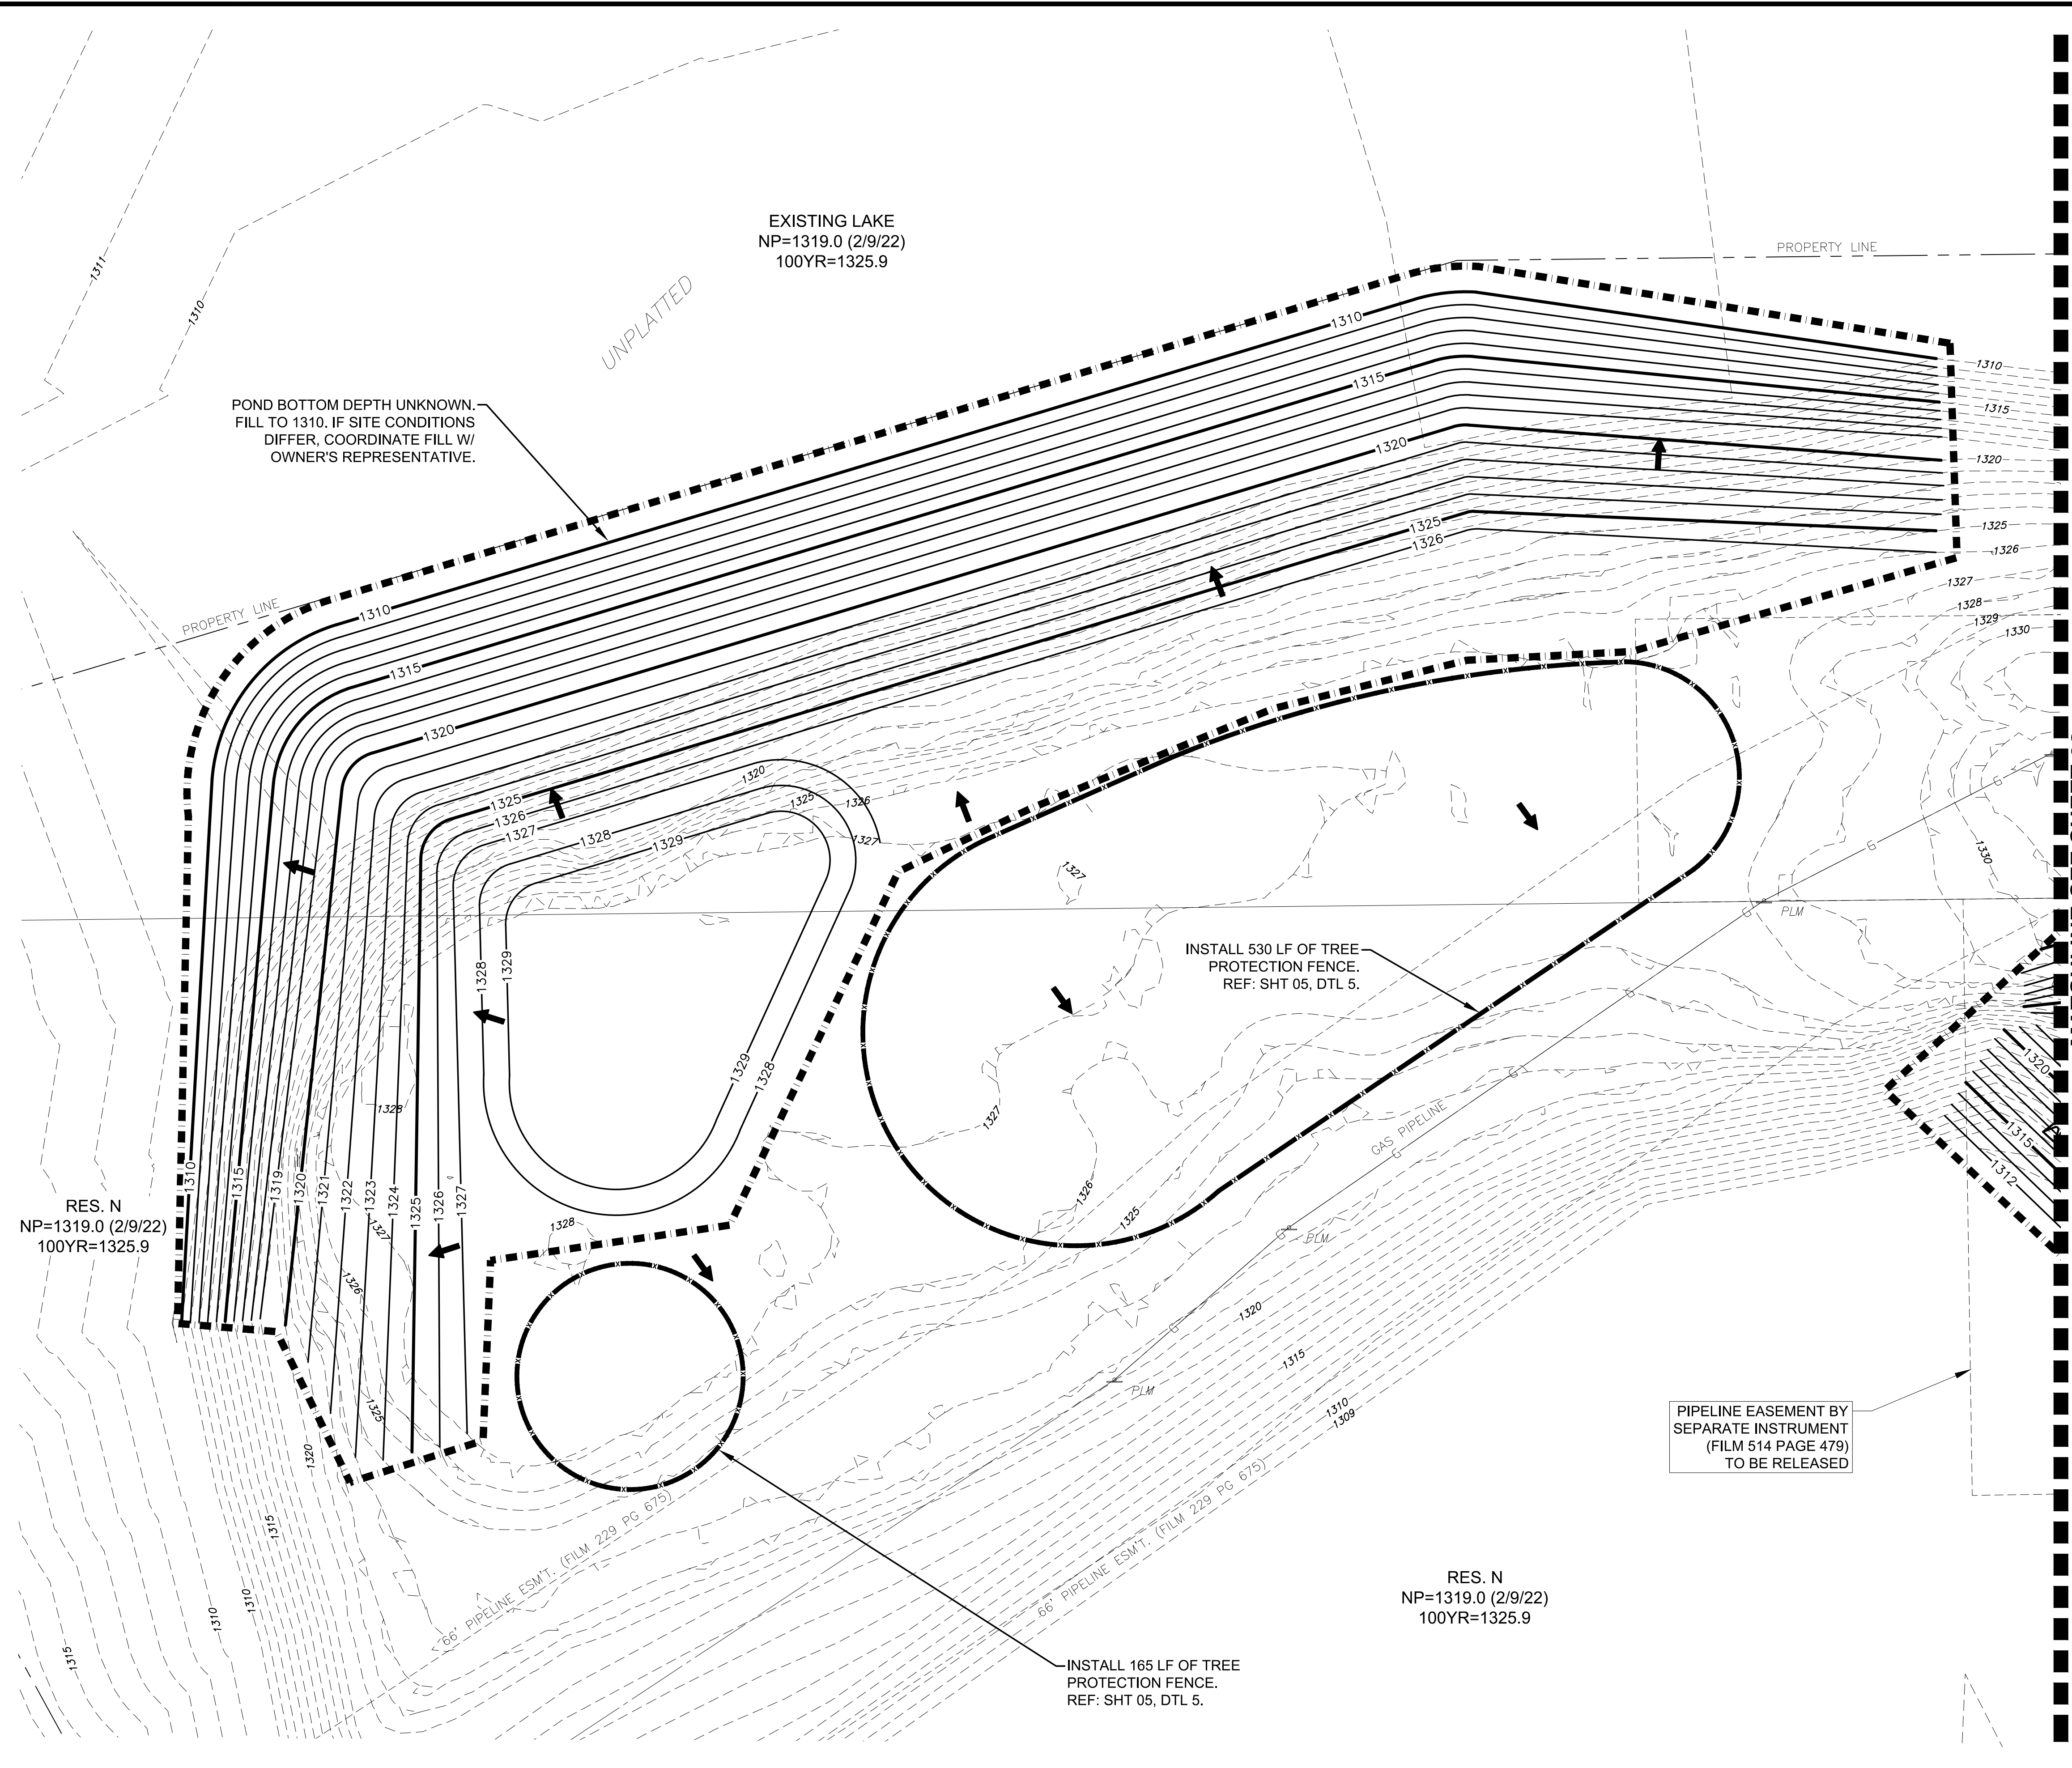 EXISTING LAKE
NP=1319.0 (2/9/22)
100YR=1325.9
UNPLATTED
PROPERTY LINE
1311
1310
POND BOTTOM DEPTH UNKNOWN.
FILL TO 1310. IF SITE CONDITIONS
DIFFER, COORDINATE FILL W/
OWNER'S REPRESENTATIVE.
1310
1315
1320
1325
1326
1310
1315
1320
1325
1326
1327
1328
1329
1330
PROPERTY LINE
1310
1315
1320
1325
1326
1327
1328
1329
1320
1325
1326
1327
1327
1330
G
G
G
PLM
1328
1329
1329
1328
INSTALL 530 LF OF TREE
PROTECTION FENCE.
REF: SHT 05, DTL 5.
G
G
GAS PIPELINE
G
1328
1327
1326
1325
1327
1326
1325
1310
1315
1319
1320
1321
1322
1323
1324
1325
1326
1327
1328
RES. N
NP=1319.0 (2/9/22)
100YR=1325.9
1320
1315
1312
G
PLM
G
PLM
1320
1315
1310
1309
1320
1315
1310
1310
1315
66' PIPELINE ESM'T. (FILM 229 PG 675)
66' PIPELINE ESM'T. (FILM 229 PG 675)
PIPELINE EASEMENT BY
SEPARATE INSTRUMENT
(FILM 514 PAGE 479)
TO BE RELEASED
RES. N
NP=1319.0 (2/9/22)
100YR=1325.9
INSTALL 165 LF OF TREE
PROTECTION FENCE.
REF: SHT 05, DTL 5.